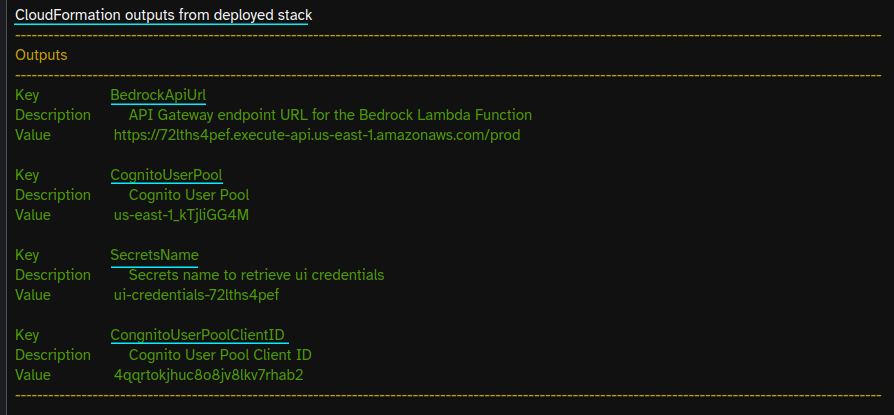 CloudFormation outputs from deployed stack
--------------------------------------------------------------------------------
Outputs
--------------------------------------------------------------------------------
Key BedrockApiUrl
Description API Gateway endpoint URL for the Bedrock Lambda Function
Value https://72lths4pef.execute-api.us-east-1.amazonaws.com/prod
Key CognitoUserPool
Description Cognito User Pool
Value us-east-1_kTjliGG4M
Key SecretsName
Description Secrets name to retrieve ui credentials
Value ui-credentials-72lths4pef
Key CongnitoUserPoolClientID
Description Cognito User Pool Client ID
Value 4qqrtokjhuc8o8jv8lkv7rhab2
--------------------------------------------------------------------------------